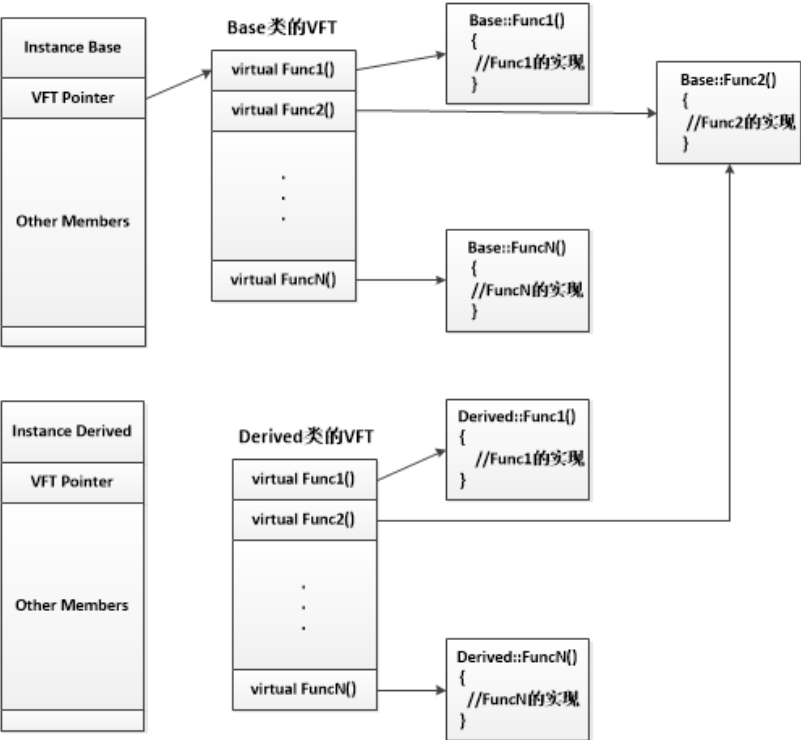 Instance Base
VFT Pointer
Other Members
Base类的VFT
virtual Func1()
virtual Func2()
.
.
.
virtual FuncN()
Base::Func1()
{
//Func1的实现
}
Base::Func2()
{
//Func2的实现
}
Base::FuncN()
{
//FuncN的实现
}
Instance Derived
VFT Pointer
Other Members
Derived类的VFT
virtual Func1()
virtual Func2()
.
.
.
virtual FuncN()
Derived::Func1()
{
//Func1的实现
}
Derived::FuncN()
{
//FuncN的实现
}